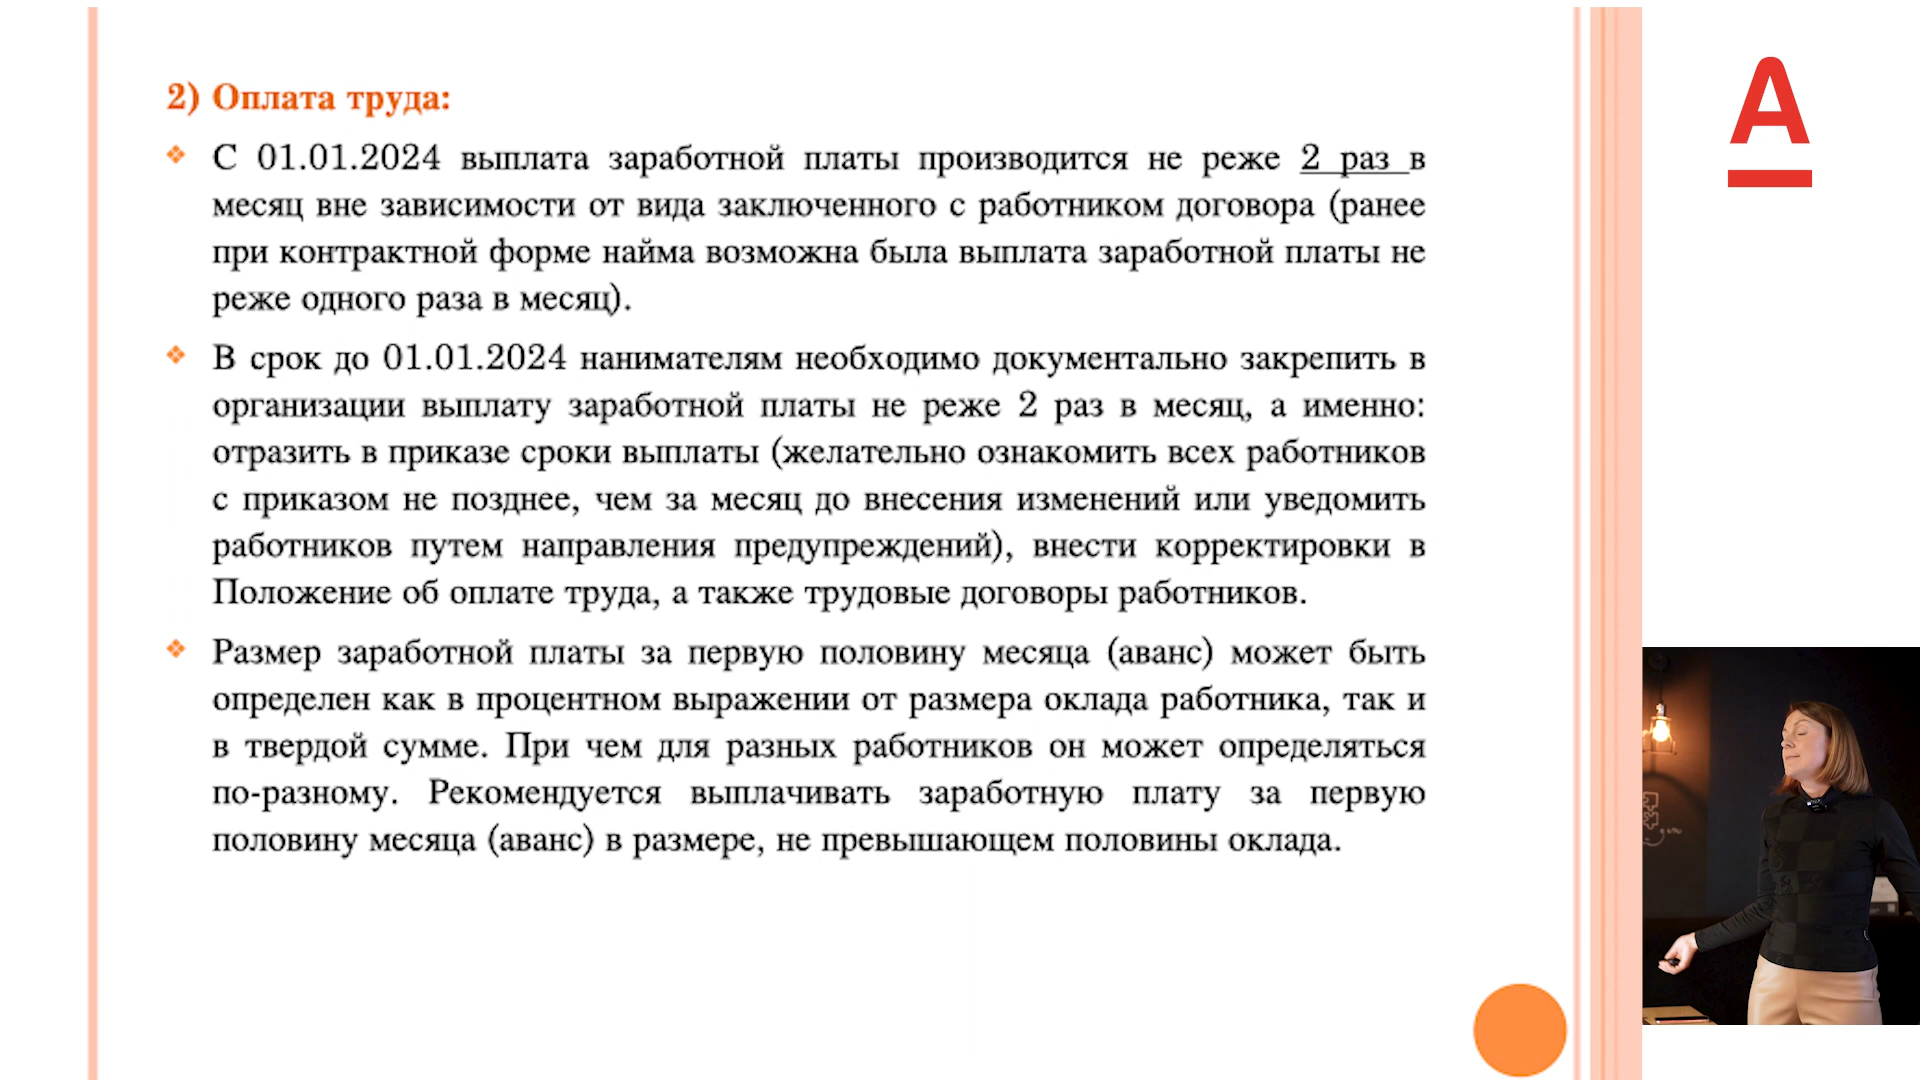 2) Оплата труда:
С 01.01.2024 выплата заработной платы производится не реже 2 раз в
месяц вне зависимости от вида заключенного с работником договора (ранее
при контрактной форме найма возможна была выплата заработной платы не
реже одного раза в месяц).
В срок до 01.01.2024 нанимателям необходимо документально закрепить в
организации выплату заработной платы не реже 2 раз в месяц, а именно:
отразить в приказе сроки выплаты (желательно ознакомить всех работников
с приказом не позднее, чем за месяц до внесения изменений или уведомить
работников путем направления предупреждений), внести корректировки в
Положение об оплате труда, а также трудовые договоры работников.
Размер заработной платы за первую половину месяца (аванс) может быть
определен как в процентном выражении от размера оклада работника, так и
в твердой сумме. При чем для разных работников он может определяться
по-разному. Рекомендуется выплачивать заработную плату за первую
половину месяца (аванс) в размере, не превышающем половины оклада.
А